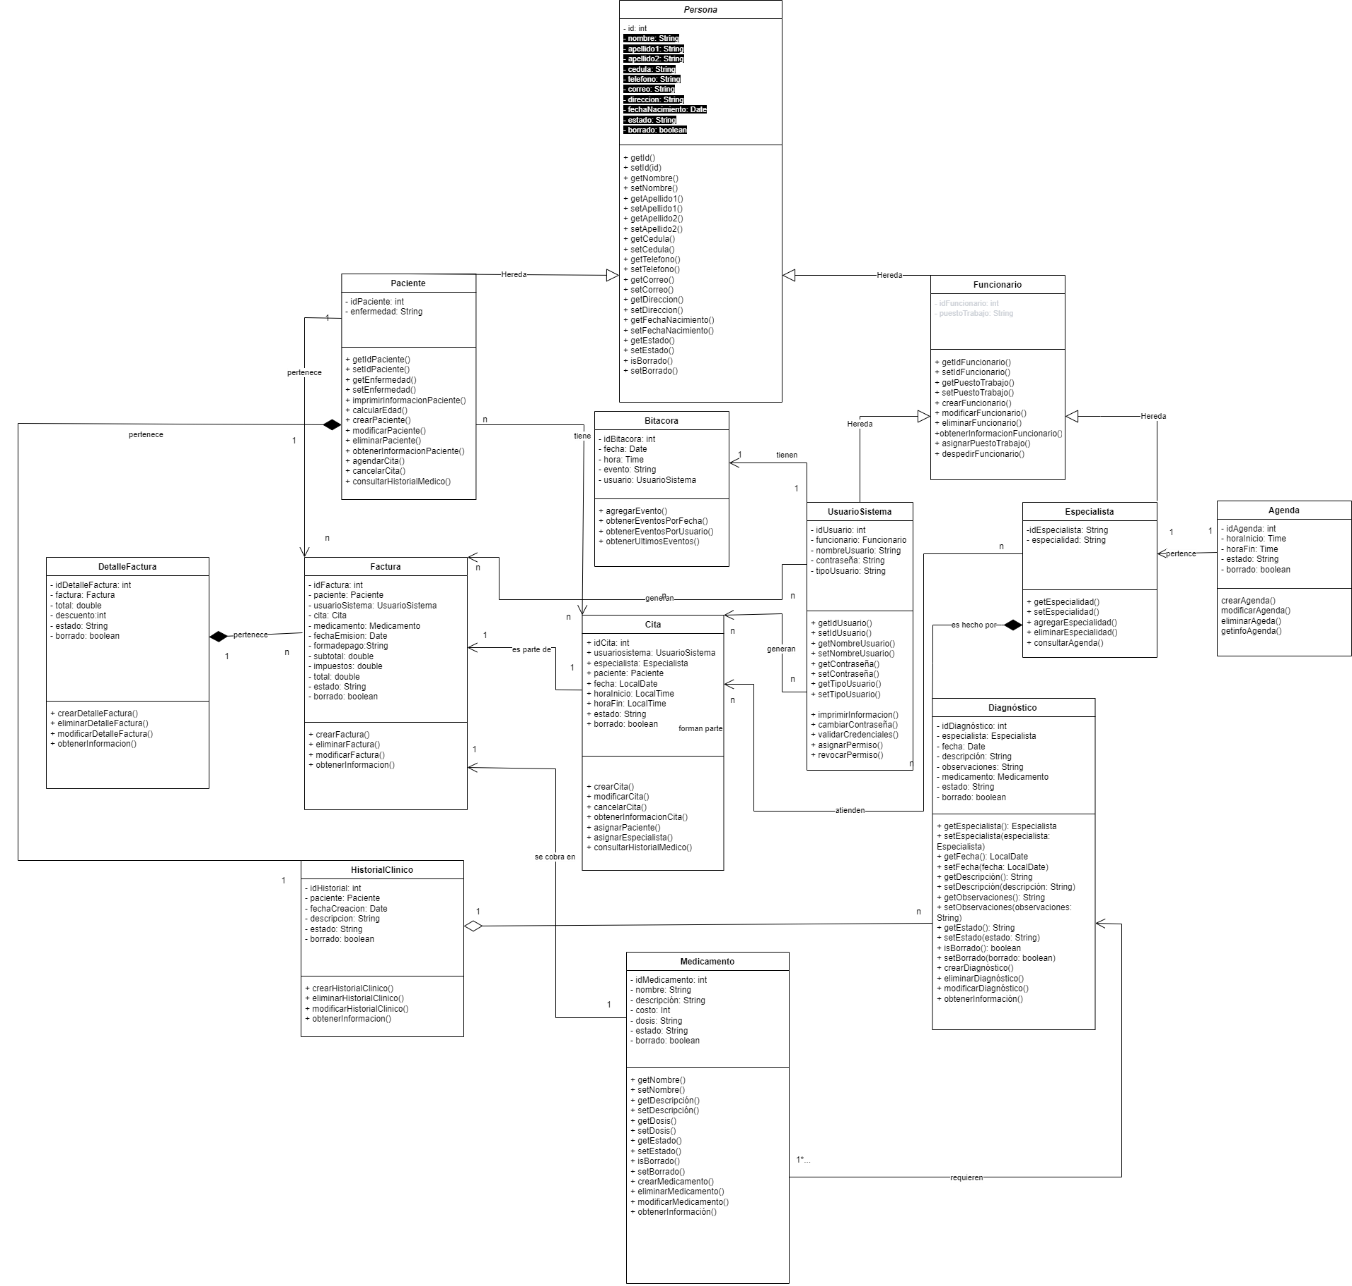 Persona
- id: int
- nombre: String
- apellido1: String
- apellido2: String
- cedula: String
- telefono: String
- correo: String
- direccion: String
- fechaNacimiento: Date
- estado: String
- borrado: boolean
+ getId()
+ setId(id)
+ getNombre()
+ setNombre()
+ getApellido1()
+ setApellido1()
+ getApellido2()
+ setApellido2()
+ getCedula()
+ setCedula()
+ getTelefono()
+ setTelefono()
+ getCorreo()
+ setCorreo()
+ getDireccion()
+ setDireccion()
+ getFechaNacimiento()
+ setFechaNacimiento()
+ getEstado()
+ setEstado()
+ isBorrado()
+ setBorrado()
Hereda
Hereda
Paciente
- idPaciente: int
- enfermedad: String
+ getIdPaciente()
+ setIdPaciente()
+ getEnfermedad()
+ setEnfermedad()
+ imprimirInformacionPaciente()
+ calcularEdad()
+ crearPaciente()
+ modificarPaciente()
+ eliminarPaciente()
+ obtenerInformacionPaciente()
+ agendarCita()
+ cancelarCita()
+ consultarHistorialMedico()
1
pertenece
pertenece
1
n
tiene
n
n
Funcionario
- idFuncionario: int
- puestoTrabajo: String
+ getIdFuncionario()
+ setIdFuncionario()
+ getPuestoTrabajo()
+ setPuestoTrabajo()
+ crearFuncionario()
+ modificarFuncionario()
+ eliminarFuncionario()
+obtenerInformacionFuncionario()
+ asignarPuestoTrabajo()
+ despedirFuncionario()
Hereda
Hereda
Bitacora
- idBitacora: int
- fecha: Date
- hora: Time
- evento: String
- usuario: UsuarioSistema
+ agregarEvento()
+ obtenerEventosPorFecha()
+ obtenerEventosPorUsuario()
+ obtenerUltimosEventos()
1
tienen
1
UsuarioSistema
- idUsuario: int
- funcionario: Funcionario
- nombreUsuario: String
- contraseña: String
- tipoUsuario: String
+ getIdUsuario()
+ setIdUsuario()
+ getNombreUsuario()
+ setNombreUsuario()
+ getContraseña()
+ setContraseña()
+ getTipoUsuario()
+ setTipoUsuario()
+ imprimirInformacion()
+ cambiarContraseña()
+ validarCredenciales()
+ asignarPermiso()
+ revocarPermiso()
n
Especialista
-idEspecialista: String
- especialidad: String
+ getEspecialidad()
+ setEspecialidad()
+ agregarEspecialidad()
+ eliminarEspecialidad()
+ consultarAgenda()
n
1
pertence
1
Agenda
- idAgenda: int
- horaInicio: Time
- horaFin: Time
- estado: String
- borrado: boolean
crearAgenda()
modificarAgenda()
eliminarAgeda()
getinfoAgenda()
DetalleFactura
- idDetalleFactura: int
- factura: Factura
- total: double
- descuento:int
- estado: String
- borrado: boolean
+ crearDetalleFactura()
+ eliminarDetalleFactura()
+ modificarDetalleFactura()
+ obtenerInformacion()
pertenece
1
n
Factura
- idFactura: int
- paciente: Paciente
- usuarioSistema: UsuarioSistema
- cita: Cita
- medicamento: Medicamento
- fechaEmision: Date
- formadepago:String
- subtotal: double
- impuestos: double
- total: double
- estado: String
- borrado: boolean
+ crearFactura()
+ eliminarFactura()
+ modificarFactura()
+ obtenerInformacion()
n
generan
n
n
1
es parte de
1
1
Cita
+ idCita: int
+ usuariosistema: UsuarioSistema
+ especialista: Especialista
+ paciente: Paciente
+ fecha: LocalDate
+ horaInicio: LocalTime
+ horaFin: LocalTime
+ estado: String
+ borrado: boolean
+ crearCita()
+ modificarCita()
+ cancelarCita()
+ obtenerInformacionCita()
+ asignarPaciente()
+ asignarEspecialista()
+ consultarHistorialMedico()
n
generan
n
n
forman parte
atienden
es hecho por
Diagnóstico
- idDiagnóstico: int
- especialista: Especialista
- fecha: Date
- descripción: String
- observaciones: String
- medicamento: Medicamento
- estado: String
- borrado: boolean
+ getEspecialista(): Especialista
+ setEspecialista(especialista:
Especialista)
+ getFecha(): LocalDate
+ setFecha(fecha: LocalDate)
+ getDescripción(): String
+ setDescripción(descripción: String)
+ getObservaciones(): String
+ setObservaciones(observaciones:
String)
+ getEstado(): String
+ setEstado(estado: String)
+ isBorrado(): boolean
+ setBorrado(borrado: boolean)
+ crearDiagnóstico()
+ eliminarDiagnóstico()
+ modificarDiagnóstico()
+ obtenerInformación()
1
HistorialClinico
- idHistorial: int
- paciente: Paciente
- fechaCreacion: Date
- descripcion: String
- estado: String
- borrado: boolean
+ crearHistorialClinico()
+ eliminarHistorialClinico()
+ modificarHistorialClinico()
+ obtenerInformacion()
1
n
se cobra en
1
Medicamento
- idMedicamento: int
- nombre: String
- descripción: String
- costo: Int
- dosis: String
- estado: String
- borrado: boolean
+ getNombre()
+ setNombre()
+ getDescripción()
+ setDescripción()
+ getDosis()
+ setDosis()
+ getEstado()
+ setEstado()
+ isBorrado()
+ setBorrado()
+ crearMedicamento()
+ eliminarMedicamento()
+ modificarMedicamento()
+ obtenerInformación()
1*...
requieren